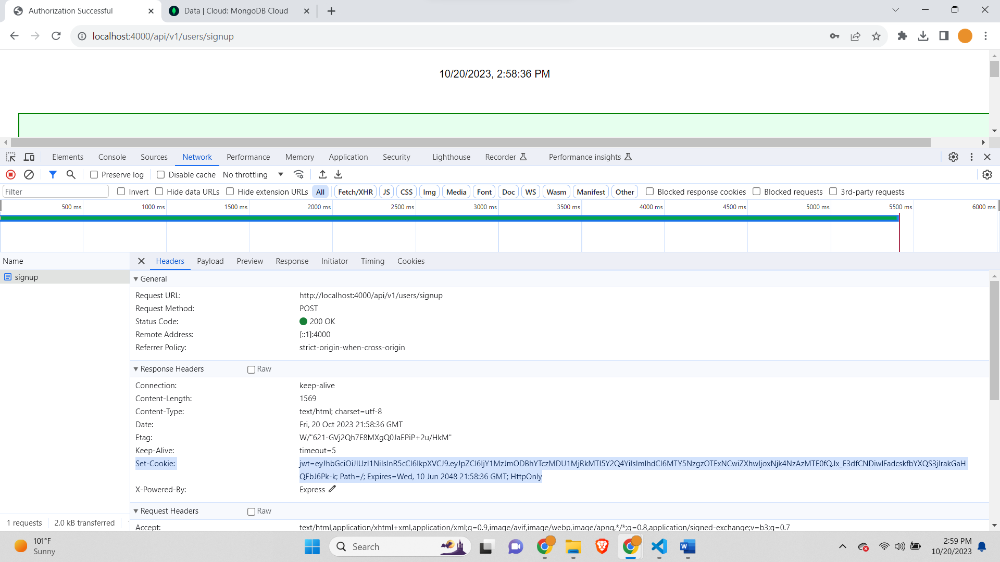 Authorization Successful
Data | Cloud: MongoDB Cloud
localhost:4000/api/v1/users/signup
10/20/2023, 2:58:36 PM
Elements Console Sources Network Performance Memory Application Security Lighthouse Recorder Performance insights
Preserve log Disable cache No throttling
Filter Invert Hide data URLs Hide extension URLs All Fetch/XHR JS CSS Img Media Font Doc WS Wasm Manifest Other Blocked response cookies Blocked requests 3rd-party requests
500 ms 1000 ms 1500 ms 2000 ms 2500 ms 3000 ms 3500 ms 4000 ms 4500 ms 5000 ms 5500 ms 6000 ms
Name Headers Payload Preview Response Initiator Timing Cookies
signup
General
Request URL: http://localhost:4000/api/v1/users/signup
Request Method: POST
Status Code: 200 OK
Remote Address: [::1]:4000
Referrer Policy: strict-origin-when-cross-origin
Response Headers Raw
Connection: keep-alive
Content-Length: 1569
Content-Type: text/html; charset=utf-8
Date: Fri, 20 Oct 2023 21:58:36 GMT
Etag: W/"621-GVj2Qh7E8MXgQ0JaEPiP+2u/HkM"
Keep-Alive: timeout=5
Set-Cookie:
QFbJ6Pk-k; Path=/; Expires=Wed, 10 Jun 2048 21:58:36 GMT; HttpOnly
X-Powered-By: Express
Request Headers Raw
Accept: text/html,application/xhtml+xml,application/xml;q=0.9,image/avif,image/webp,image/apng,*/*;q=0.8,application/signed-exchange;v=b3;q=0.7
1 requests 2.0 kB transferred
101°F
Sunny
Search
2:59 PM
10/20/2023